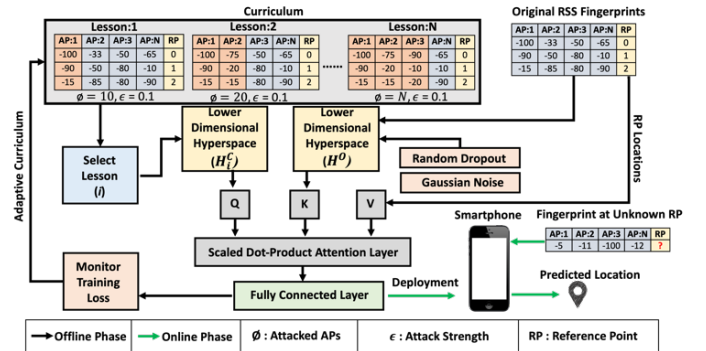 Curriculum
Original RSS Fingerprints
Lesson:1
Lesson:2
Lesson:N
AP:1 AP:2 AP:3 AP:N RP
-100 -33 -50 -65 0
-90 -50 -80 -10 1
-15 -85 -80 -90 2
AP:1 AP:2 AP:3 AP:N RP
-100 -75 -50 -65 0
-90 -20 -80 -10 1
-15 -15 -80 -90 2
......
AP:1 AP:2 AP:3 AP:N RP
-100 -75 -90 -65 0
-90 -20 -10 -10 1
-15 -15 -20 -90 2
AP:1 AP:2 AP:3 AP:N RP
-100 -33 -50 -65 0
-90 -50 -80 -10 1
-15 -85 -80 -90 2
ø = 10, ϵ = 0.1
ø = 20, ϵ = 0.1
ø = N, ϵ = 0.1
Adaptive Curriculum
Select
Lesson
(i)
Lower
Dimensional
Hyperspace
(H_i^C)
Lower
Dimensional
Hyperspace
(H^O)
Random Dropout
Gaussian Noise
RP Locations
Q
K
V
Scaled Dot-Product Attention Layer
Fully Connected Layer
Monitor
Training
Loss
Deployment
Smartphone
Fingerprint at Unknown RP
AP:1 AP:2 AP:3 AP:N RP
-5 -11 -100 -12 ?
Predicted Location
Offline Phase
Online Phase
Ø : Attacked APs
ϵ : Attack Strength
RP : Reference Point